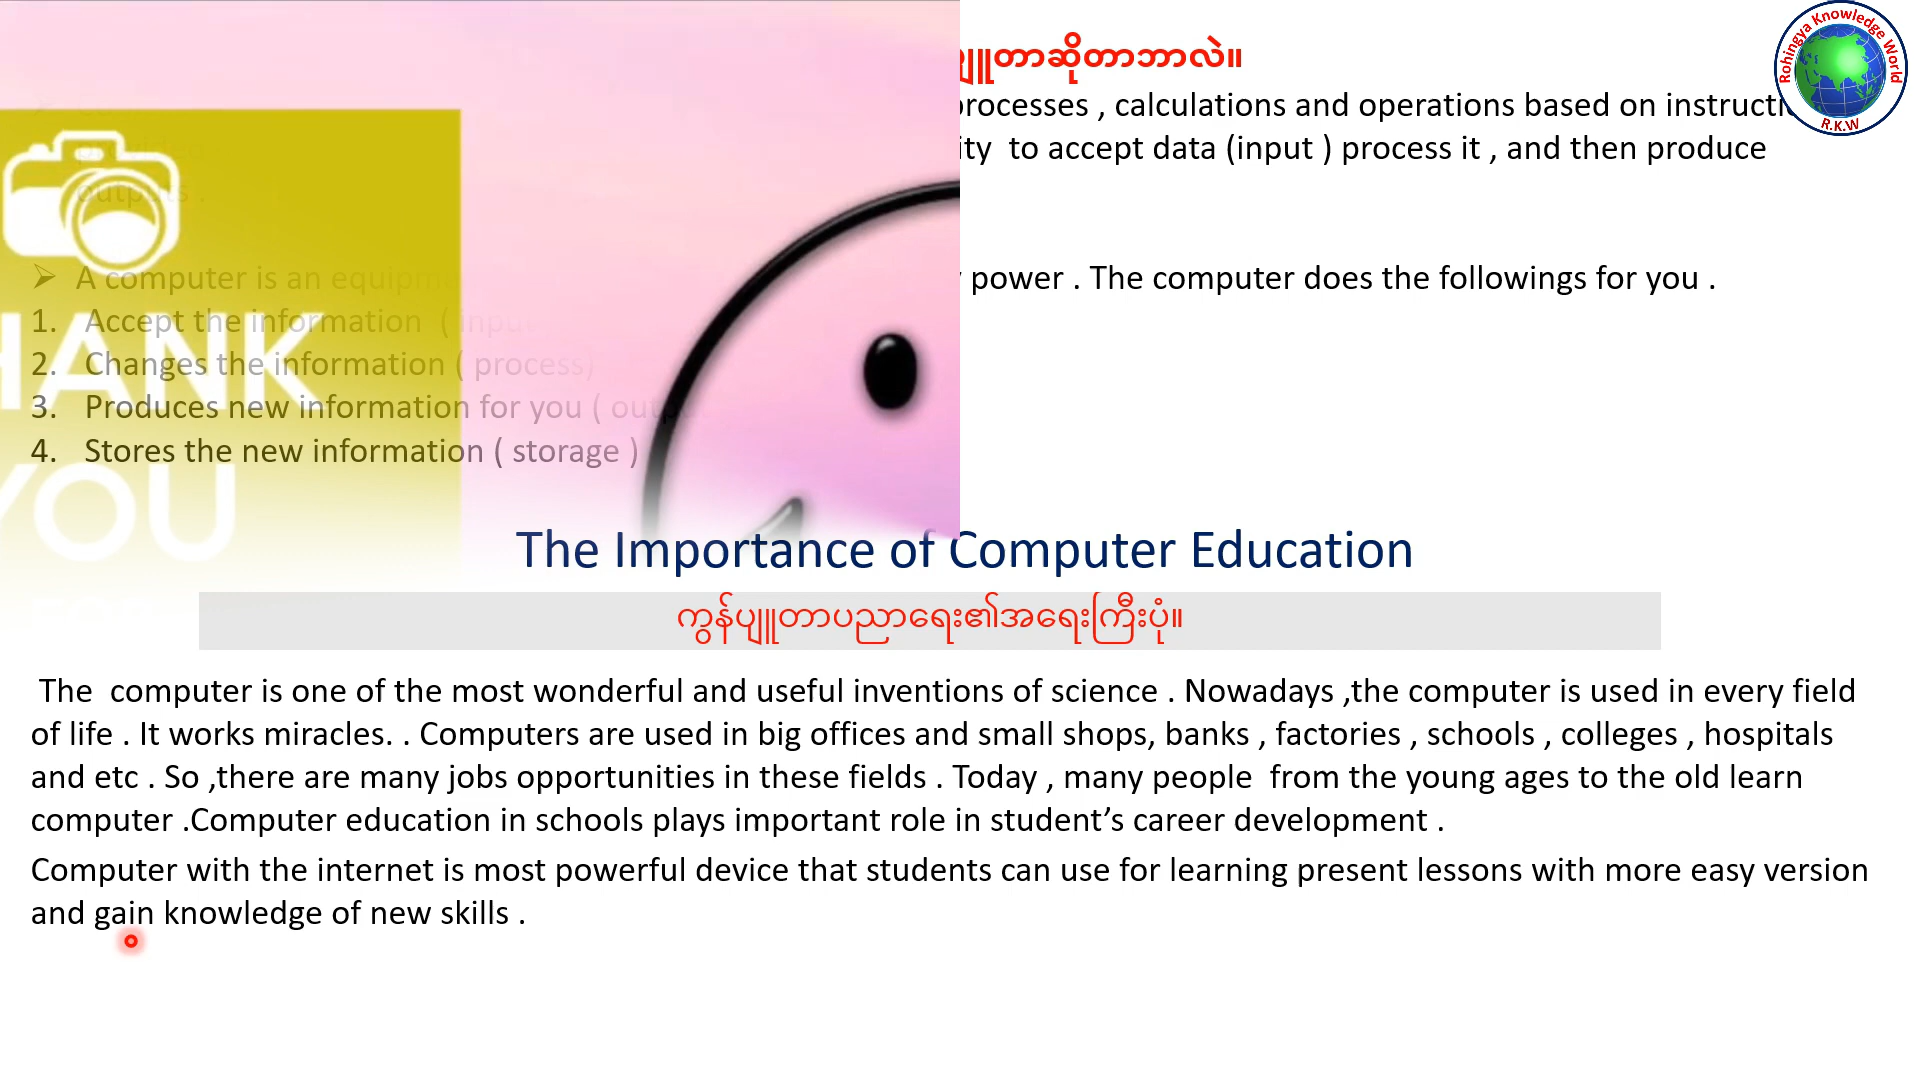 ကွန်ပျူတာဆိုတာဘာလဲ။
processes , calculations and operations based on
to accept data (input ) process it , and then produce
outputs .
➢ A computer is an power . The computer does the followings for you .
1. Accept the information ( input
2. Changes the information ( process)
3. Produces new information for you (
4. Stores the new information ( storage )
HANK
YOU
The Importance of Computer Education
ကွန်ပျူတာပညာရေး၏အရေးကြီးပုံ။
The computer is one of the most wonderful and useful inventions of science . Nowadays ,the computer is used in every field
of life . It works miracles. . Computers are used in big offices and small shops, banks , factories , schools , colleges , hospitals
and etc . So ,there are many jobs opportunities in these fields . Today , many people from the young ages to the old learn
computer .Computer education in schools plays important role in student’s career development .
Computer with the internet is most powerful device that students can use for learning present lessons with more easy version
and gain knowledge of new skills .
Rohingya Knowledge World
R.K.W